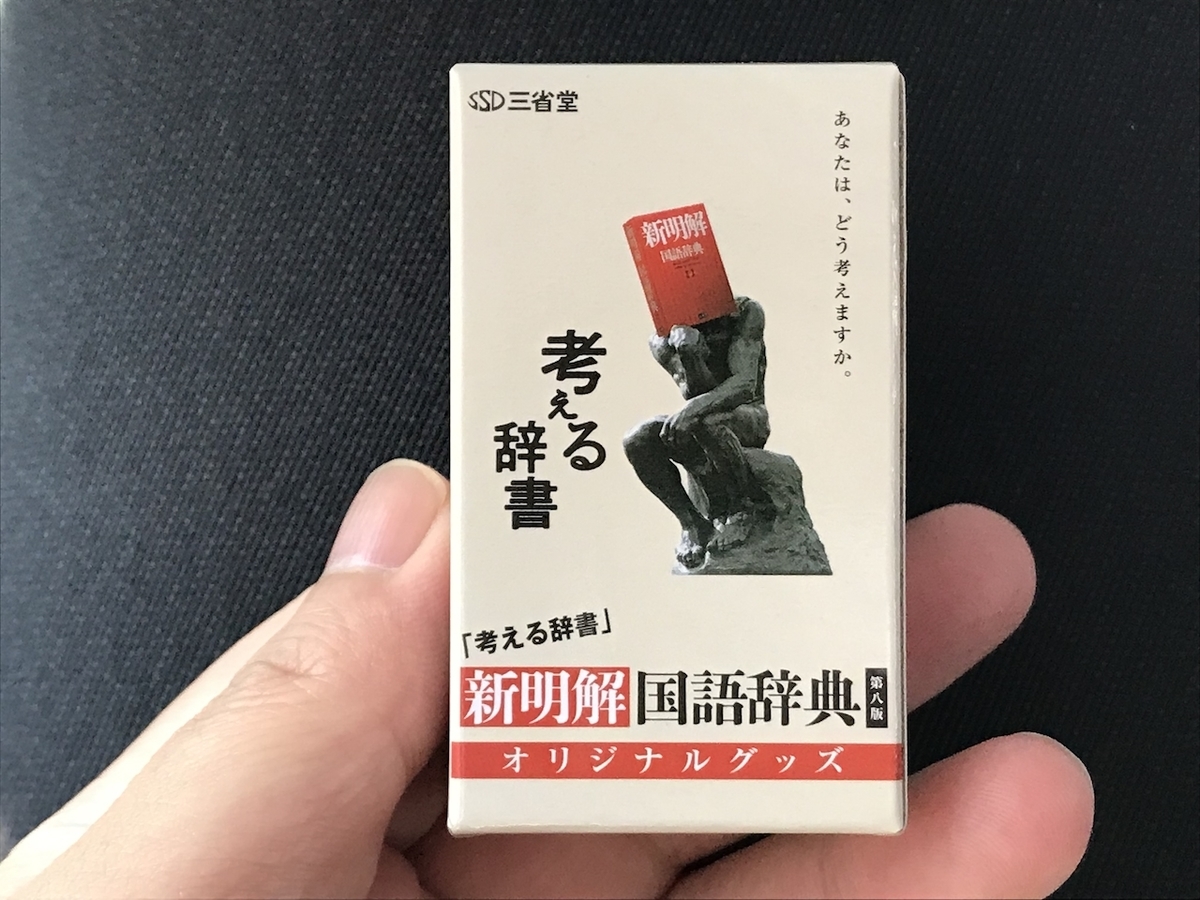 SSD三省堂
あなたは、どう考えますか。
新明解
国語辞典
考える
辞書
「考える辞書」
新明解国語辞典 第八版
オリジナルグッズ